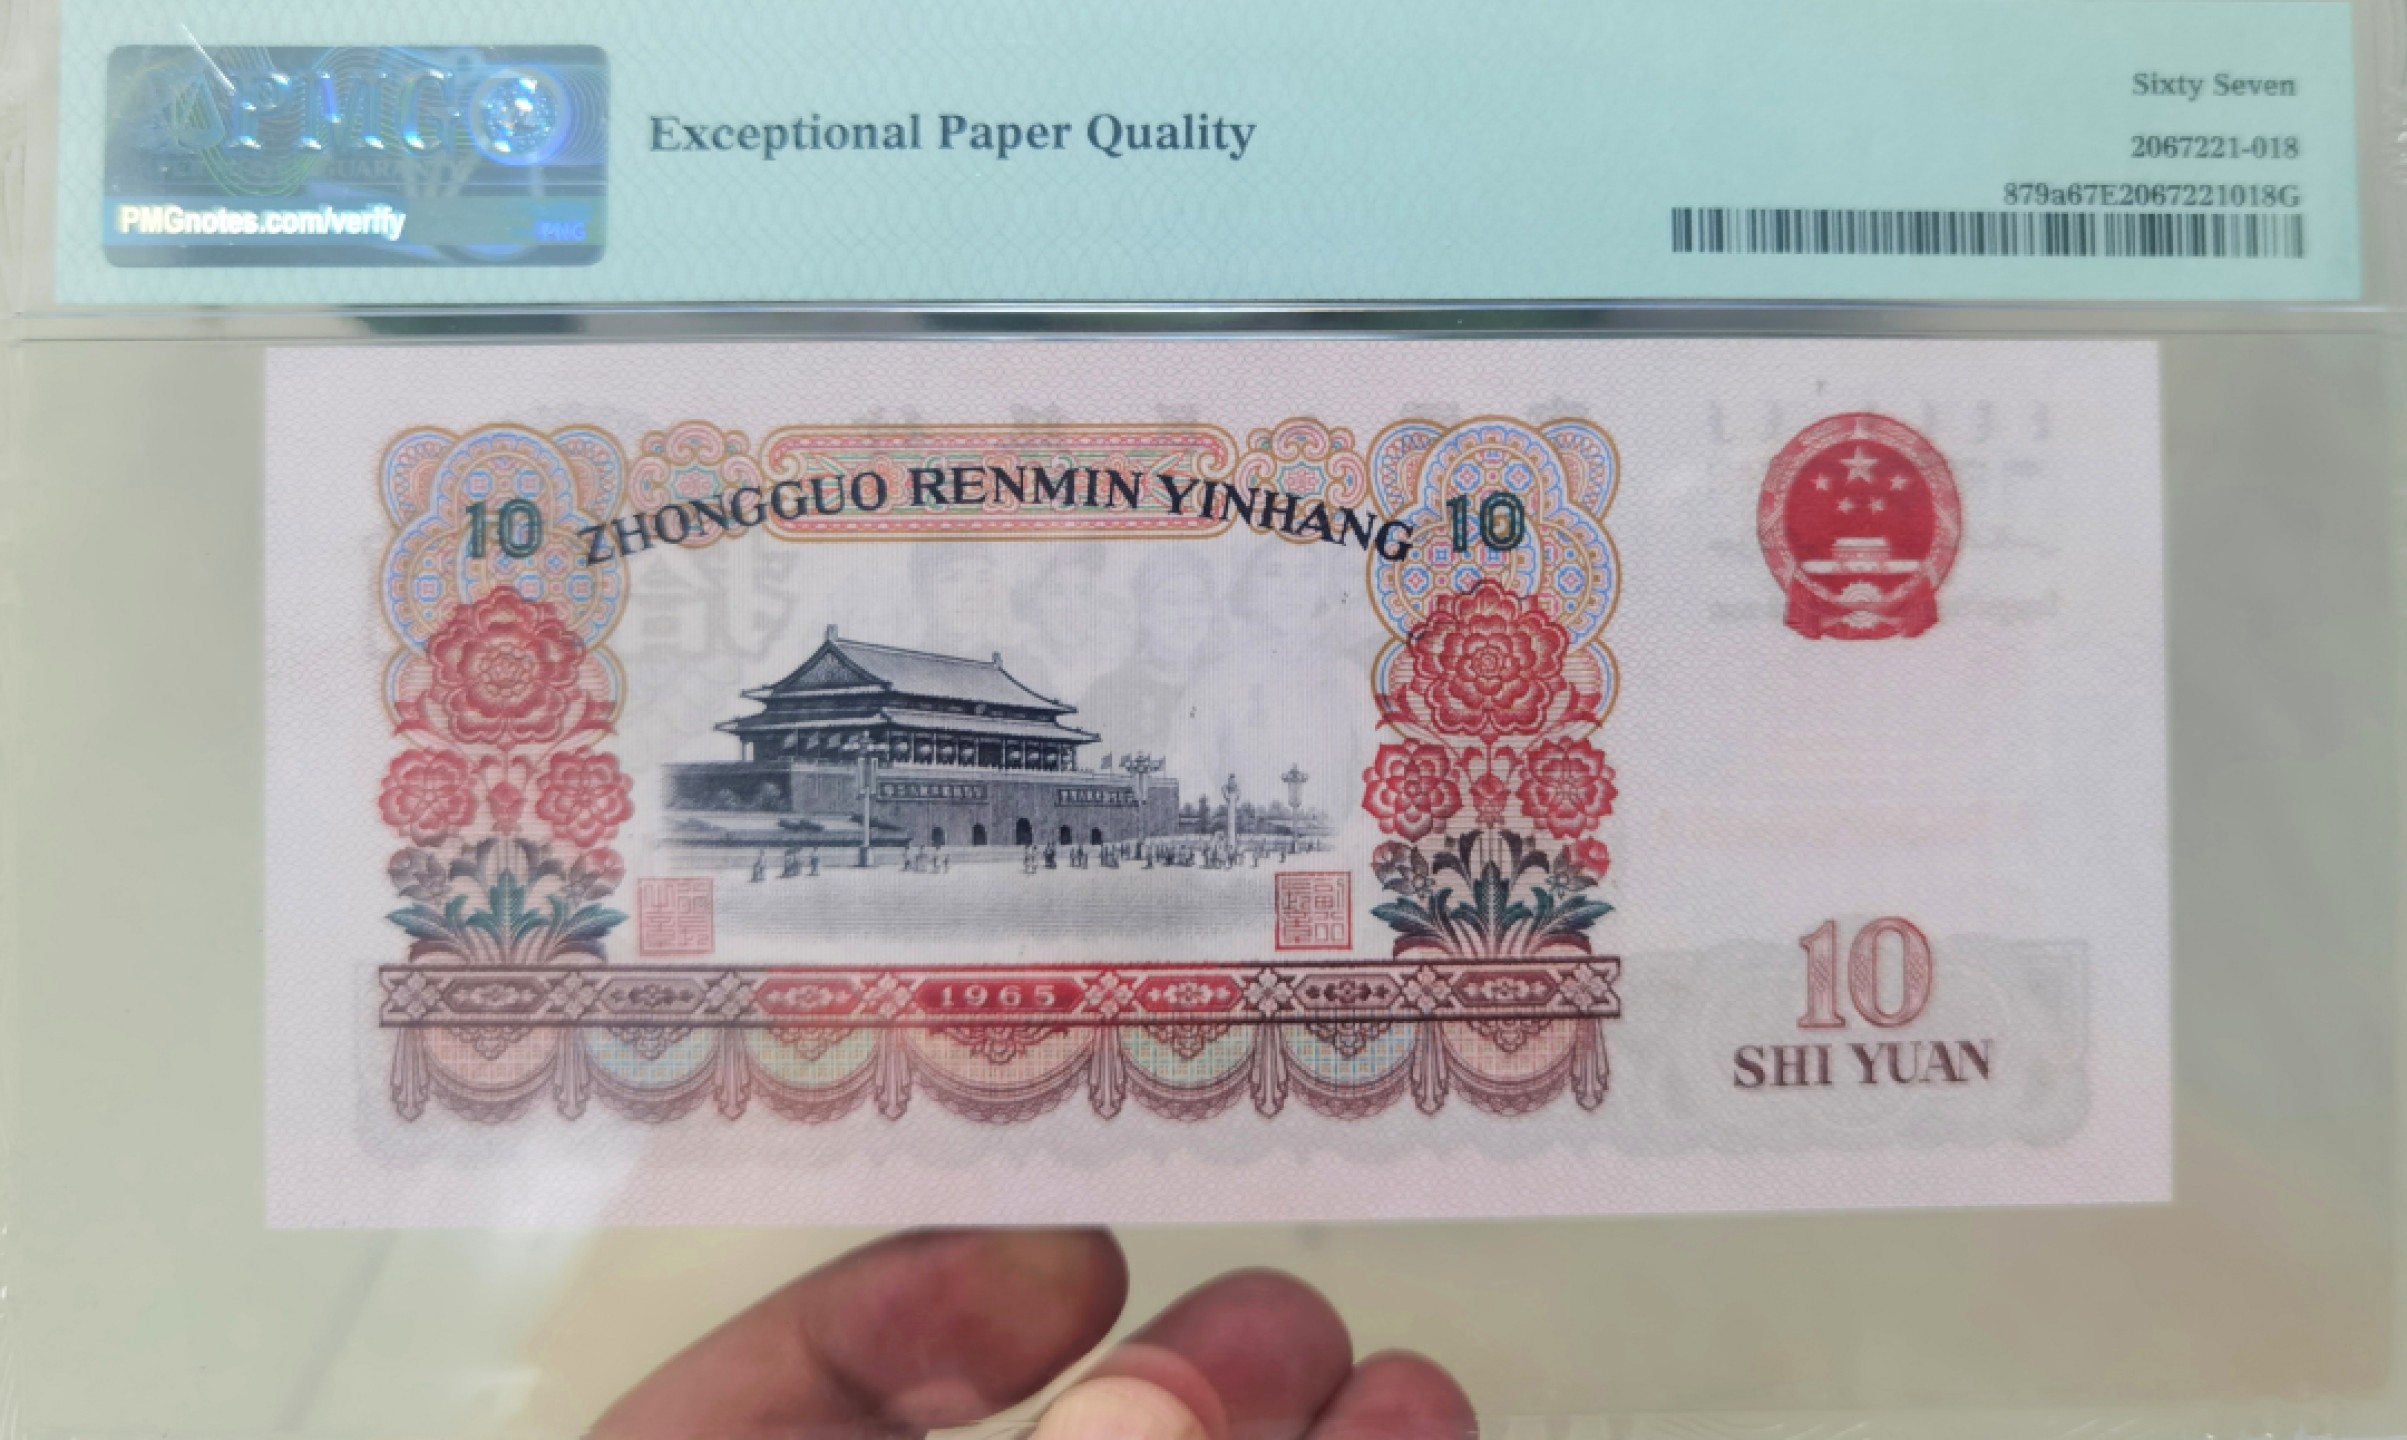 PMG
Exceptional Paper Quality
Sixty Seven
2067221-018
879a67E2067221018G
PMGnotes.com/verify
PMG
ZHONGGUO RENMIN YINHANG
10
10
1965
10
SHI YUAN